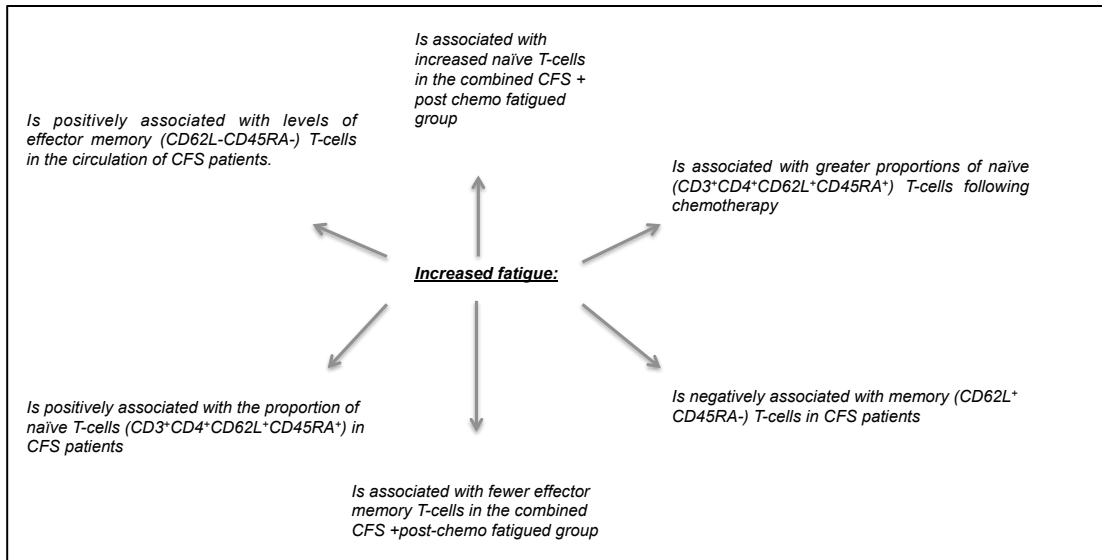 Is associated with
increased naïve T-cells
in the combined CFS +
post chemo fatigued
group
Is positively associated with levels of
effector memory (CD62L-CD45RA-) T-cells
in the circulation of CFS patients.
Is associated with greater proportions of naïve
(CD3⁺CD4⁺CD62L⁺CD45RA⁺) T-cells following
chemotherapy
Increased fatigue:
Is positively associated with the proportion of
naïve T-cells (CD3⁺CD4⁺CD62L⁺CD45RA⁺) in
CFS patients
Is negatively associated with memory (CD62L⁺
CD45RA-) T-cells in CFS patients
Is associated with fewer effector
memory T-cells in the combined
CFS +post-chemo fatigued group